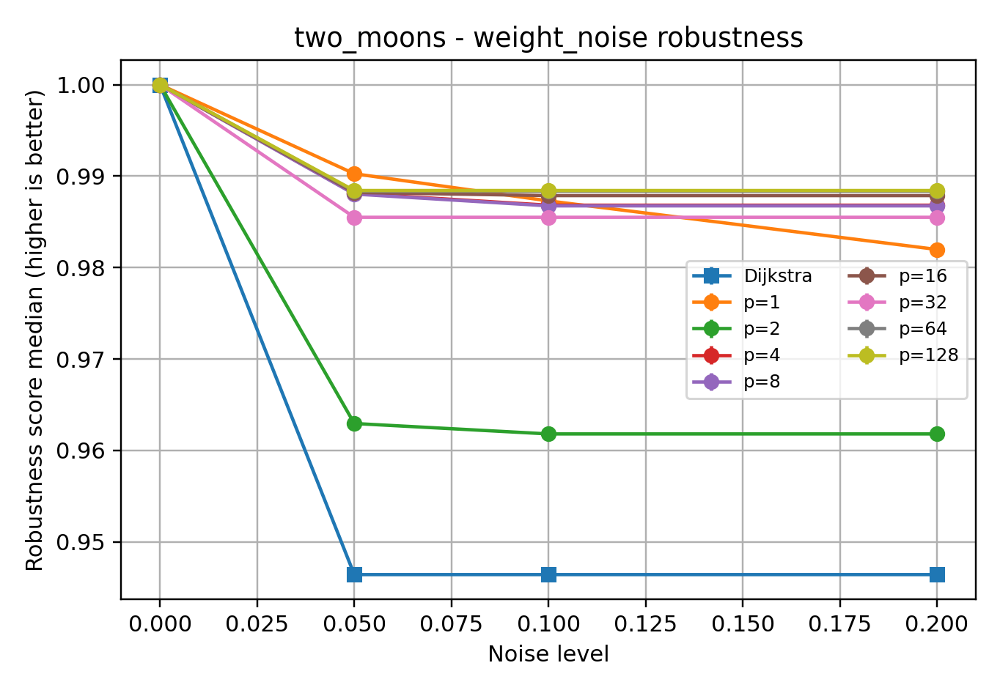 two_moons - weight_noise robustness
Robustness score median (higher is better)
1.00
0.99
0.98
0.97
0.96
0.95
Dijkstra
p=1
p=2
p=4
p=8
p=16
p=32
p=64
p=128
0.000 0.025 0.050 0.075 0.100 0.125 0.150 0.175 0.200
Noise level